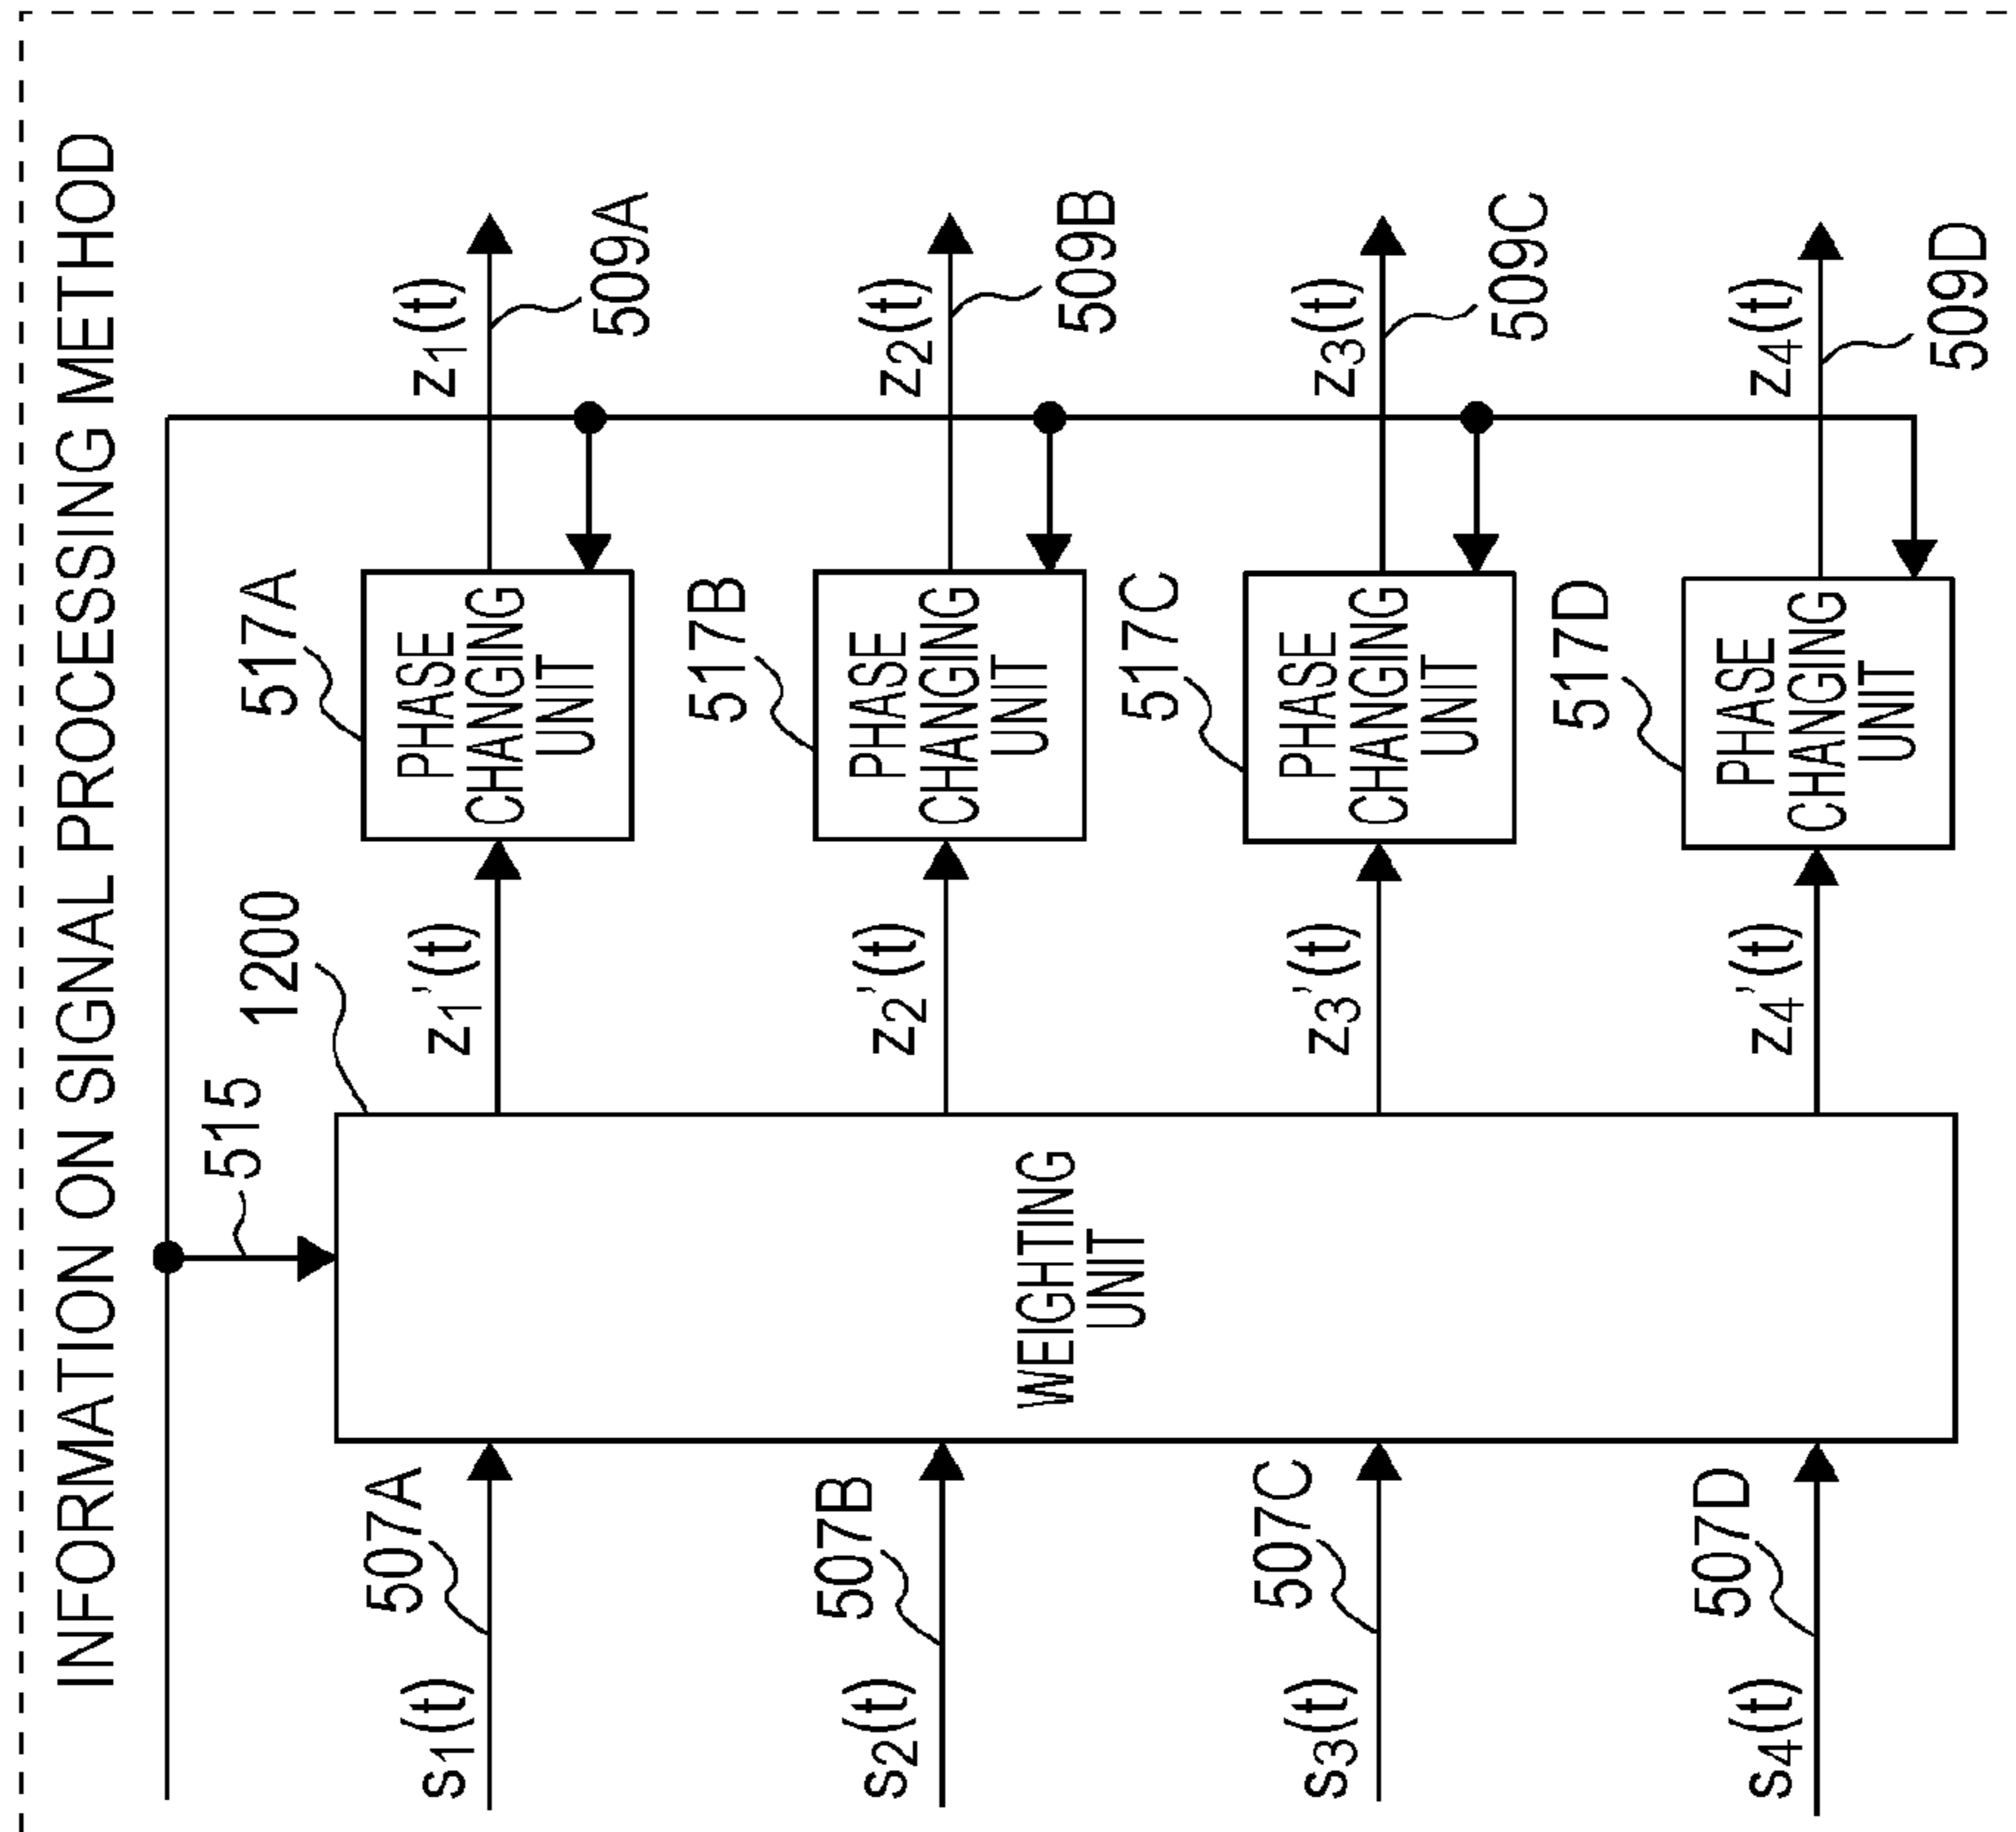 INFORMATION ON SIGNAL PROCESSING METHOD
515
1200
s1(t)
507A
z1'(t)
517A
PHASE
CHANGING
UNIT
z1(t)
509A
s2(t)
507B
z2'(t)
517B
PHASE
CHANGING
UNIT
z2(t)
509B
WEIGHTING
UNIT
s3(t)
507C
z3'(t)
517C
PHASE
CHANGING
UNIT
z3(t)
509C
s4(t)
507D
z4'(t)
517D
PHASE
CHANGING
UNIT
z4(t)
509D